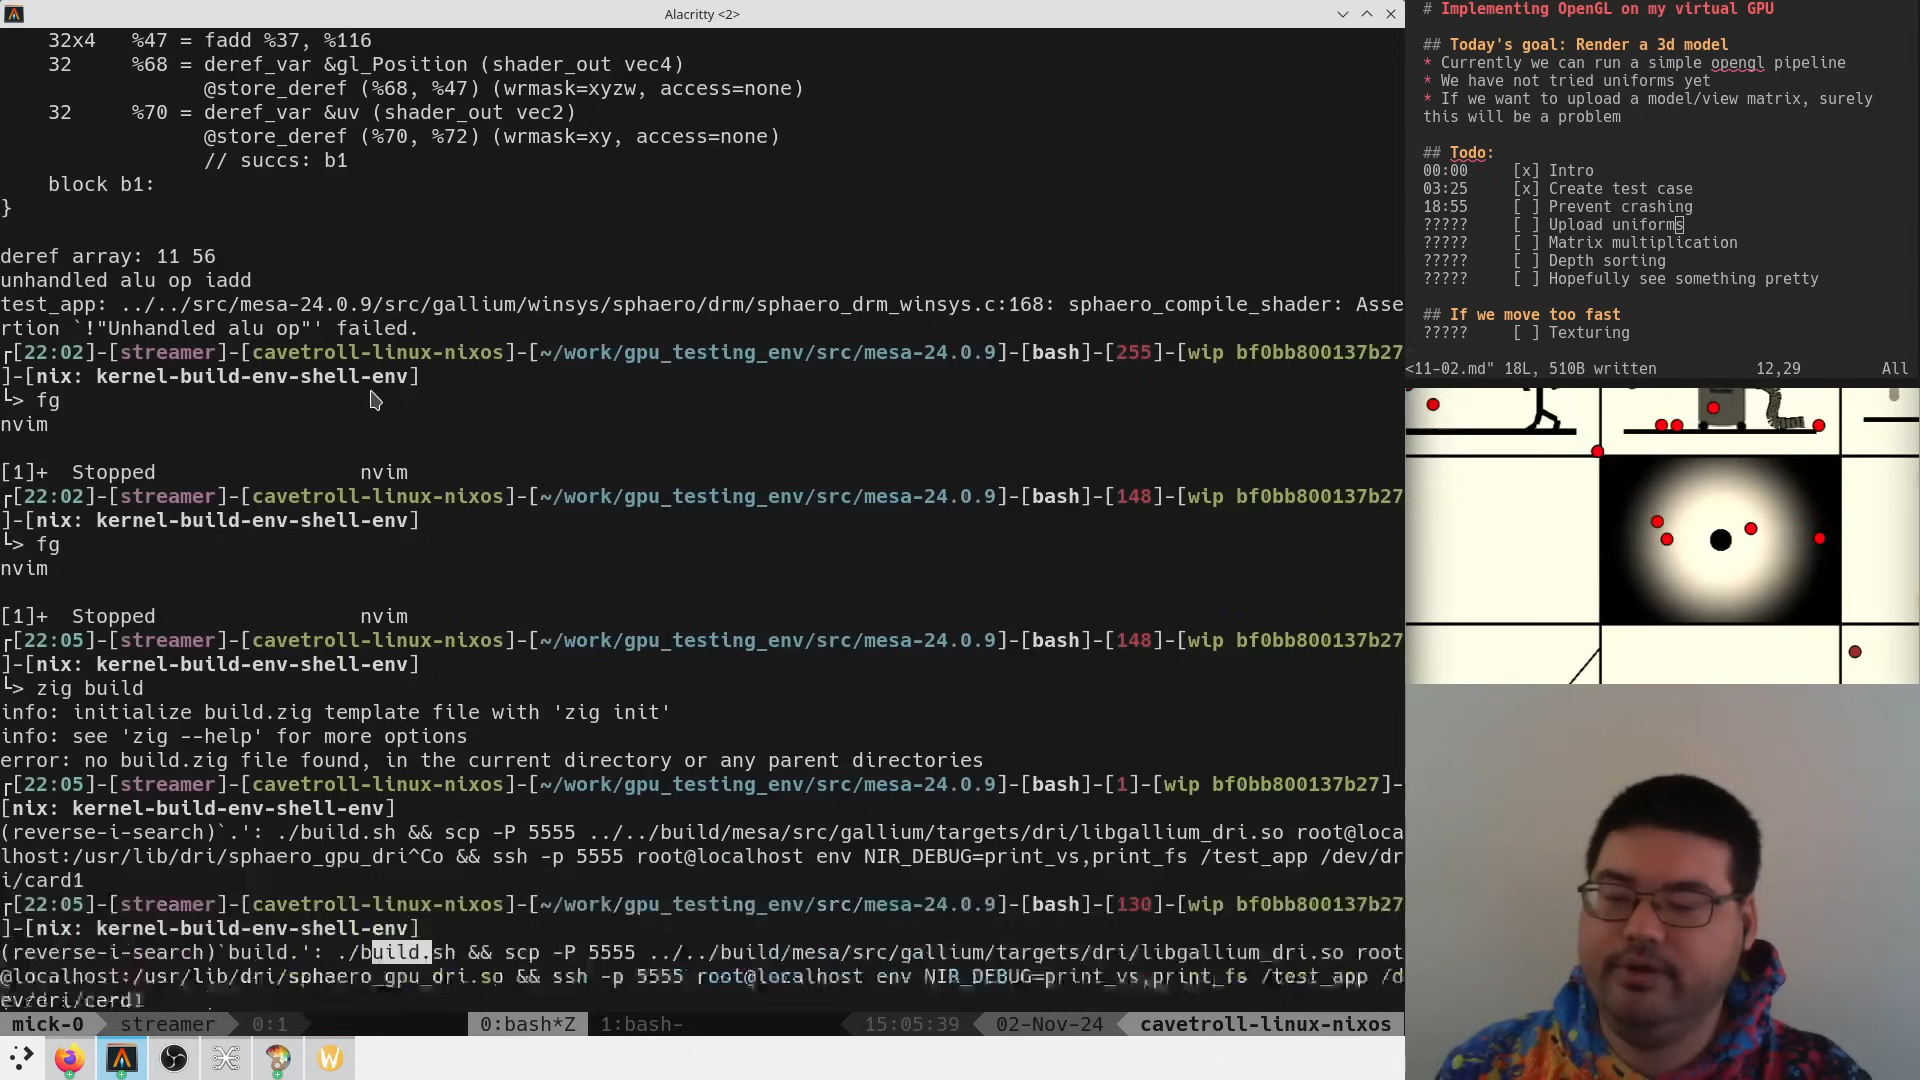 Alacritty <2>
32x4   %47 = fadd %37, %116
32     %68 = deref_var &gl_Position (shader_out vec4)
@store_deref (%68, %47) (wrmask=xyzw, access=none)
32     %70 = deref_var &uv (shader_out vec2)
@store_deref (%70, %72) (wrmask=xy, access=none)
// succs: b1
block b1:
}
deref array: 11 56
unhandled alu op iadd
test_app: ../../src/mesa-24.0.9/src/gallium/winsys/sphaero/drm/sphaero_drm_winsys.c:168: sphaero_compile_shader: Asse
rtion `!"Unhandled alu op"' failed.
┌[22:02]-[streamer]-[cavetroll-linux-nixos]-[~/work/gpu_testing_env/src/mesa-24.0.9]-[bash]-[255]-[wip bf0bb800137b27
]-[nix: kernel-build-env-shell-env]
└> fg
nvim
[1]+  Stopped                 nvim
┌[22:02]-[streamer]-[cavetroll-linux-nixos]-[~/work/gpu_testing_env/src/mesa-24.0.9]-[bash]-[148]-[wip bf0bb800137b27
]-[nix: kernel-build-env-shell-env]
└> fg
nvim
[1]+  Stopped                 nvim
┌[22:05]-[streamer]-[cavetroll-linux-nixos]-[~/work/gpu_testing_env/src/mesa-24.0.9]-[bash]-[148]-[wip bf0bb800137b27
]-[nix: kernel-build-env-shell-env]
└> zig build
info: initialize build.zig template file with 'zig init'
info: see 'zig --help' for more options
error: no build.zig file found, in the current directory or any parent directories
┌[22:05]-[streamer]-[cavetroll-linux-nixos]-[~/work/gpu_testing_env/src/mesa-24.0.9]-[bash]-[1]-[wip bf0bb800137b27]-
[nix: kernel-build-env-shell-env]
(reverse-i-search)`.': ./build.sh && scp -P 5555 ../../build/mesa/src/gallium/targets/dri/libgallium_dri.so root@loca
lhost:/usr/lib/dri/sphaero_gpu_dri^Co && ssh -p 5555 root@localhost env NIR_DEBUG=print_vs,print_fs /test_app /dev/dr
i/card1
┌[22:05]-[streamer]-[cavetroll-linux-nixos]-[~/work/gpu_testing_env/src/mesa-24.0.9]-[bash]-[130]-[wip bf0bb800137b27
]-[nix: kernel-build-env-shell-env]
(reverse-i-search)`build.': ./build.sh && scp -P 5555 ../../build/mesa/src/gallium/targets/dri/libgallium_dri.so root
@localhost:/usr/lib/dri/sphaero_gpu_dri.so && ssh -p 5555 root@localhost env NIR_DEBUG=print_vs,print_fs /test_app /d
ev/dri/card1
mick-0 streamer 0:1 0:bash*Z 1:bash- 15:05:39 02-Nov-24 cavetroll-linux-nixos
# Implementing OpenGL on my virtual GPU
## Today's goal: Render a 3d model
* Currently we can run a simple opengl pipeline
* We have not tried uniforms yet
* If we want to upload a model/view matrix, surely
this will be a problem
## Todo:
00:00     [x] Intro
03:25     [x] Create test case
18:55     [ ] Prevent crashing
?????     [ ] Upload uniforms
?????     [ ] Matrix multiplication
?????     [ ] Depth sorting
?????     [ ] Hopefully see something pretty
## If we move too fast
?????     [ ] Texturing
<11-02.md" 18L, 510B written           12,29         All